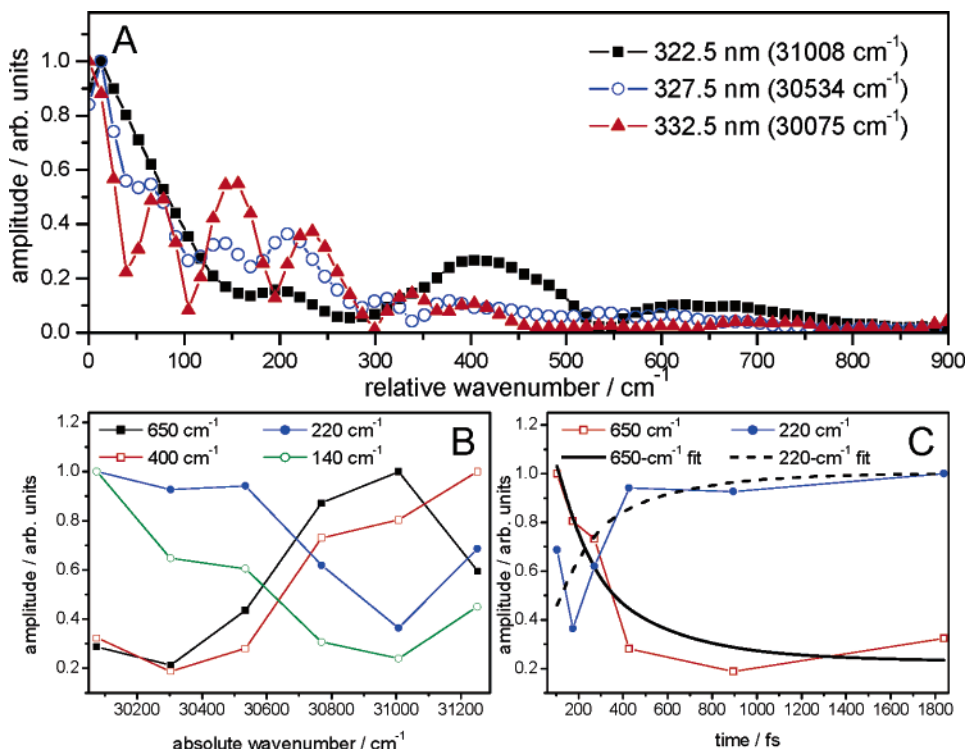 A
322.5 nm (31008 cm⁻¹)
327.5 nm (30534 cm⁻¹)
332.5 nm (30075 cm⁻¹)
amplitude / arb. units
1.0
0.8
0.6
0.4
0.2
0.0
0 100 200 300 400 500 600 700 800 900
relative wavenumber / cm⁻¹
B
650 cm⁻¹ 220 cm⁻¹
400 cm⁻¹ 140 cm⁻¹
amplitude / arb. units
1.2
1.0
0.8
0.6
0.4
0.2
30200 30400 30600 30800 31000 31200
absolute wavenumber / cm⁻¹
C
650 cm⁻¹ 220 cm⁻¹
650-cm⁻¹ fit 220-cm⁻¹ fit
amplitude / arb. units
1.2
1.0
0.8
0.6
0.4
0.2
200 400 600 800 1000 1200 1400 1600 1800
time / fs